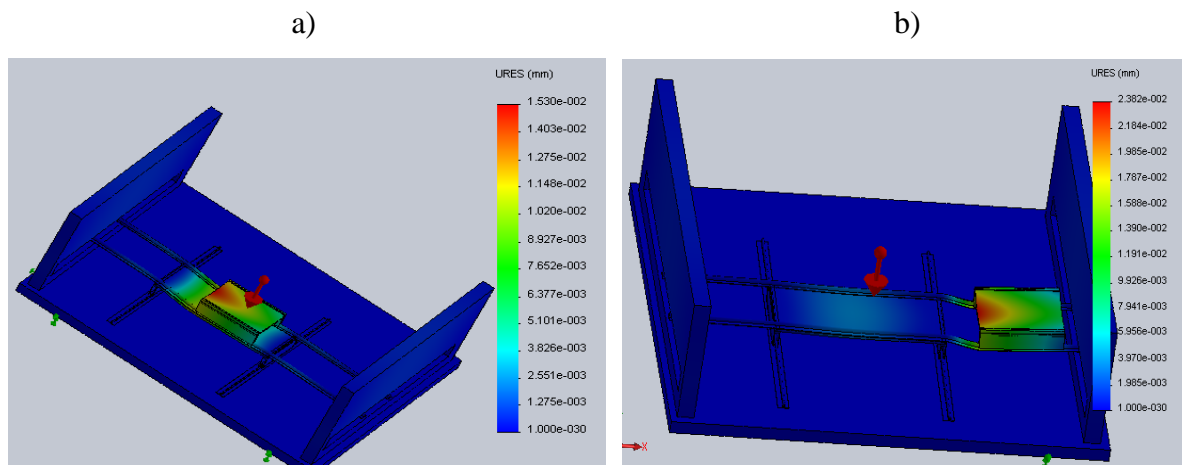 a)
b)
URES (mm)
1.530e-002
1.403e-002
1.275e-002
1.148e-002
1.020e-002
8.927e-003
7.652e-003
6.377e-003
5.101e-003
3.826e-003
2.551e-003
1.275e-003
1.000e-030
URES (mm)
2.382e-002
2.184e-002
1.985e-002
1.787e-002
1.588e-002
1.390e-002
1.191e-002
9.926e-003
7.941e-003
5.956e-003
3.970e-003
1.985e-003
1.000e-030
X